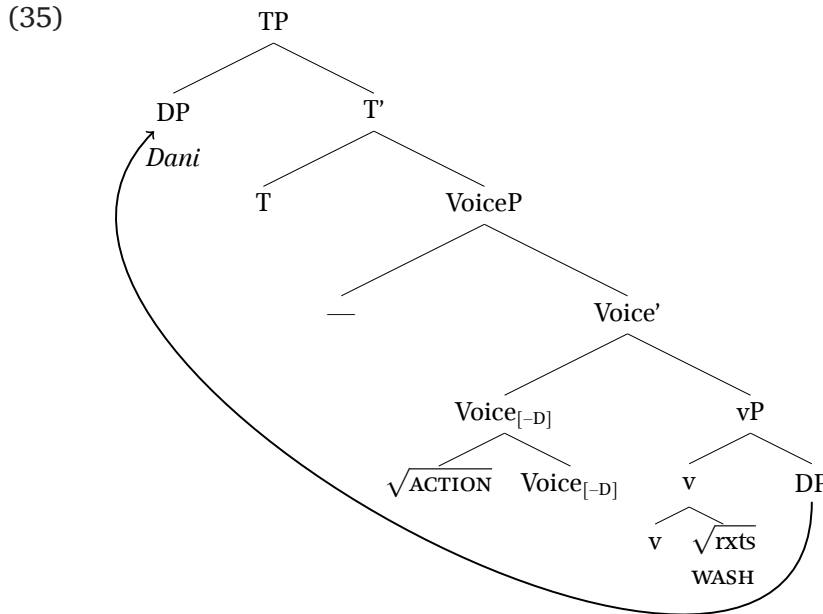 (35)
TP
DP T’
Dani
T VoiceP
— Voice’
Voice[–D] vP
√ACTION Voice[–D] v DP
v √rxts
WASH